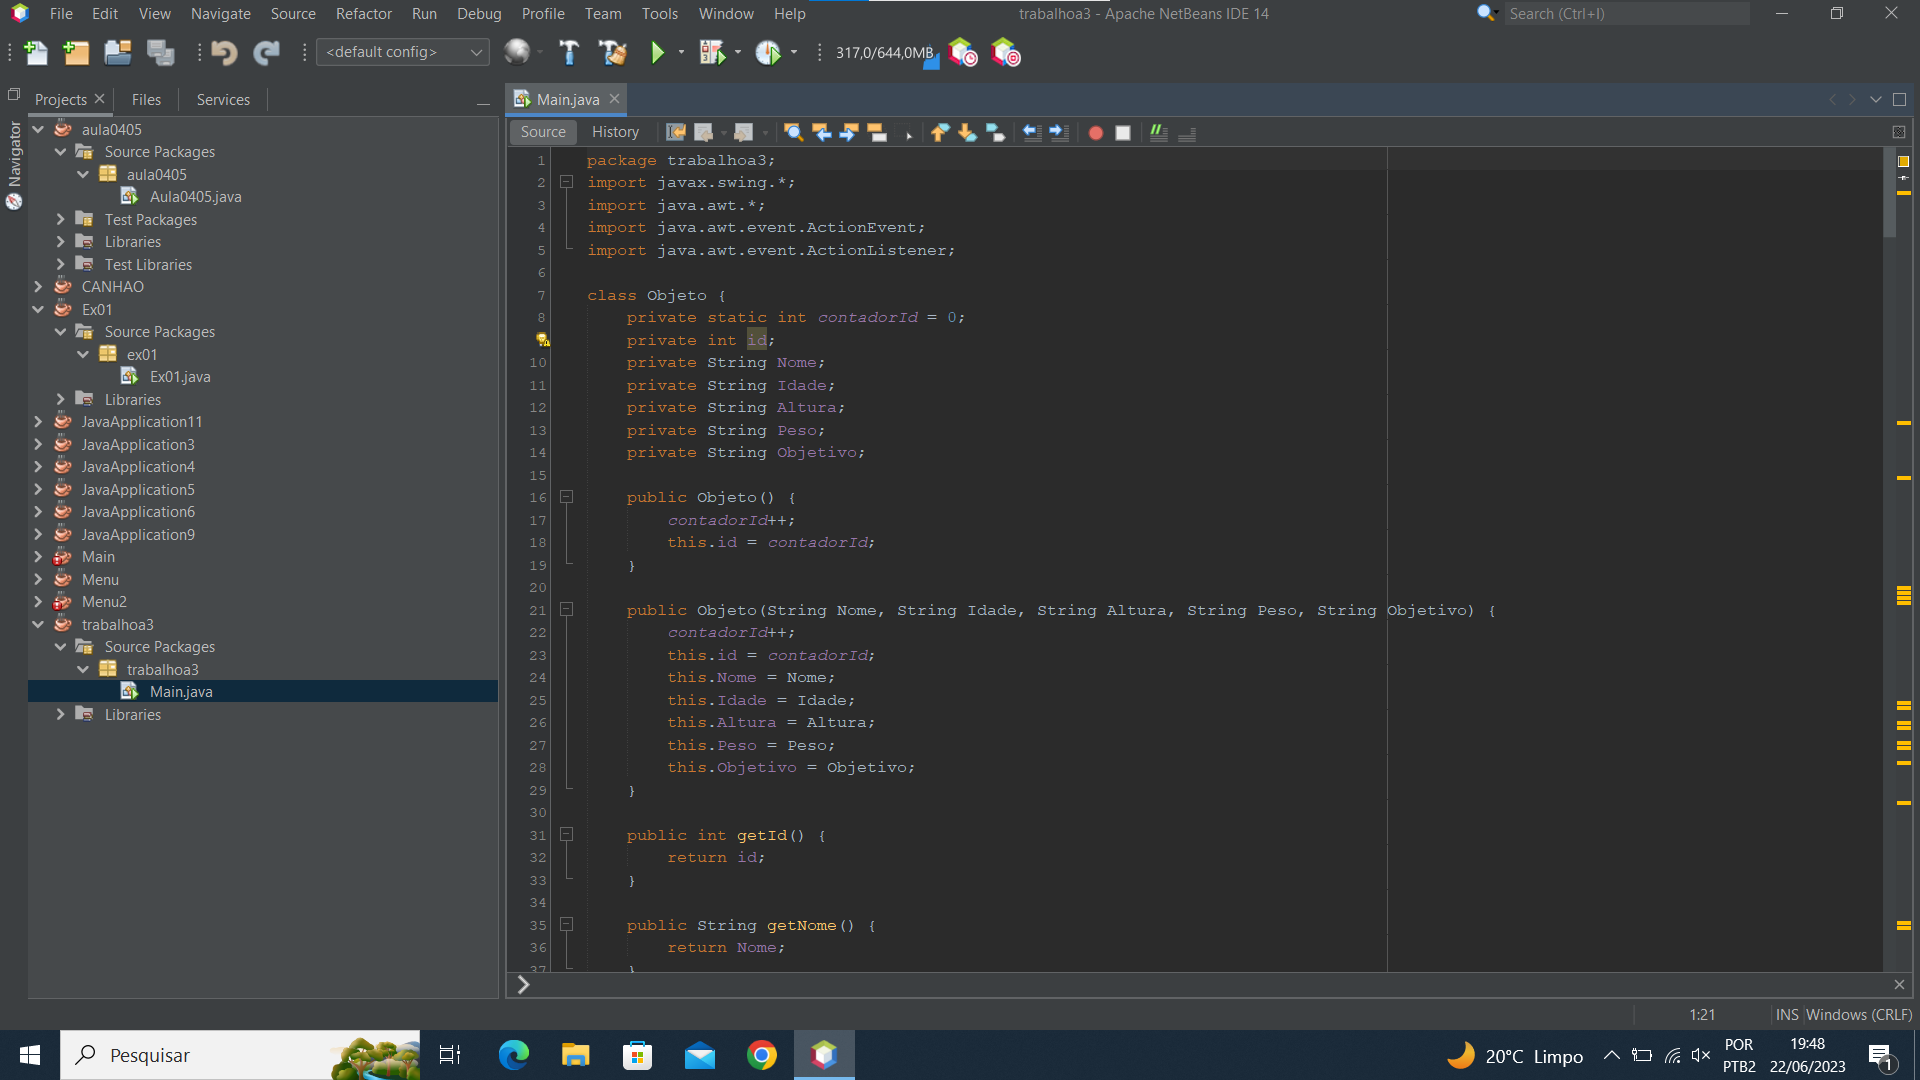 File Edit View Navigate Source Refactor Run Debug Profile Team Tools Window Help
trabalhoa3 - Apache NetBeans IDE 14
Search (Ctrl+I)
<default config>
317,0/644,0MB
Projects Files Services
Navigator
aula0405
Source Packages
aula0405
Aula0405.java
Test Packages
Libraries
Test Libraries
CANHAO
Ex01
Source Packages
ex01
Ex01.java
Libraries
JavaApplication11
JavaApplication3
JavaApplication4
JavaApplication5
JavaApplication6
JavaApplication9
Main
Menu
Menu2
trabalhoa3
Source Packages
trabalhoa3
Main.java
Libraries
Main.java
Source History
1 package trabalhoa3;
2 import javax.swing.*;
3 import java.awt.*;
4 import java.awt.event.ActionEvent;
5 import java.awt.event.ActionListener;
6
7 class Objeto {
8 private static int contadorId = 0;
private int id;
10 private String Nome;
11 private String Idade;
12 private String Altura;
13 private String Peso;
14 private String Objetivo;
15
16 public Objeto() {
17 contadorId++;
18 this.id = contadorId;
19 }
20
21 public Objeto(String Nome, String Idade, String Altura, String Peso, String Objetivo) {
22 contadorId++;
23 this.id = contadorId;
24 this.Nome = Nome;
25 this.Idade = Idade;
26 this.Altura = Altura;
27 this.Peso = Peso;
28 this.Objetivo = Objetivo;
29 }
30
31 public int getId() {
32 return id;
33 }
34
35 public String getNome() {
36 return Nome;
37 }
1:21 INS Windows (CRLF)
Pesquisar
20°C Limpo
POR
PTB2
19:48
22/06/2023
1